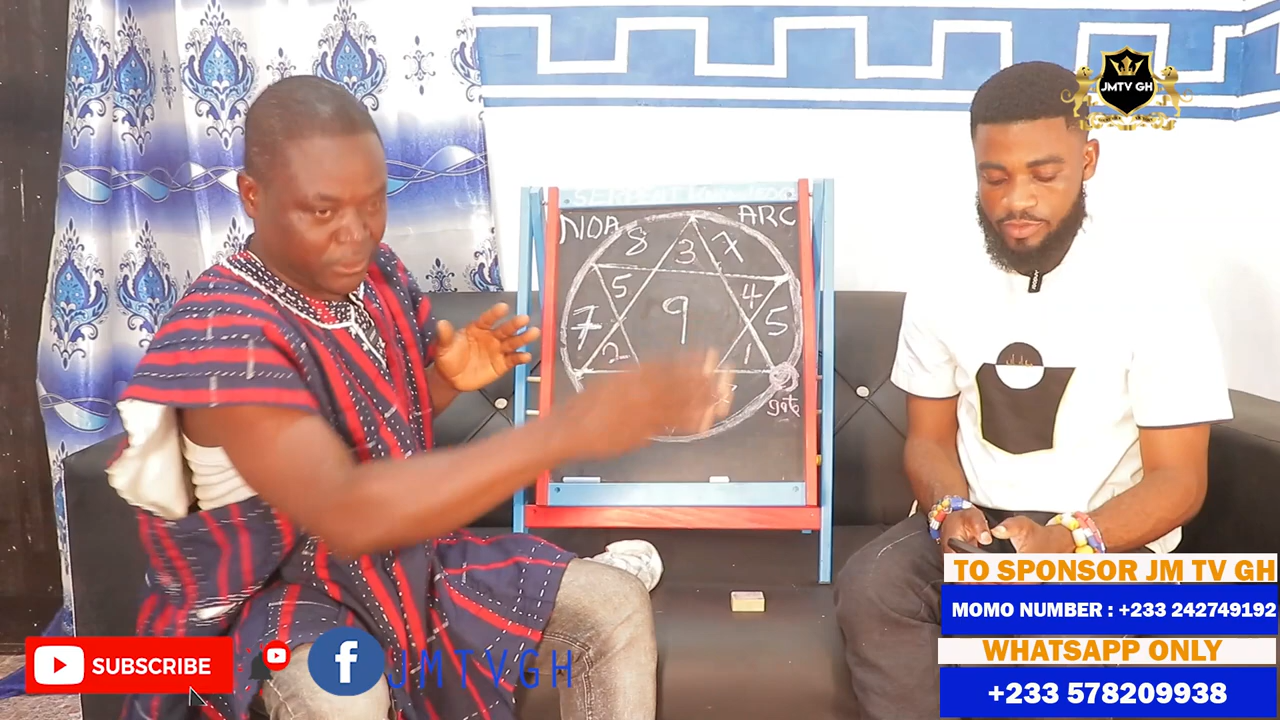 JMTV GH
NOA
ARC
8
3
7
5
4
7
9
5
2
1
gate
TO SPONSOR JM TV GH
MOMO NUMBER : +233 242749192
WHATSAPP ONLY
+233 578209938
SUBSCRIBE
f
JMTVGH